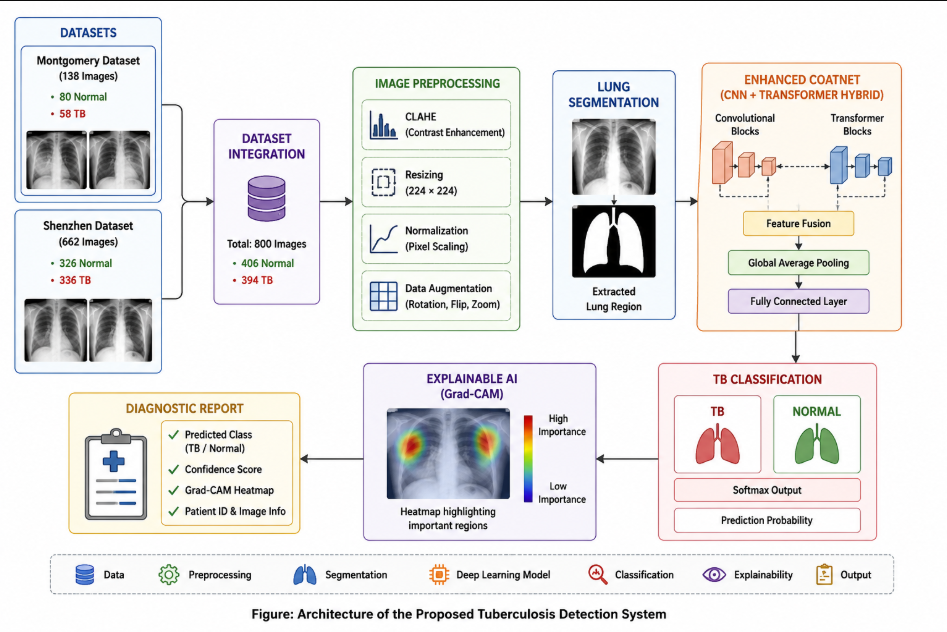 DATASETS
Montgomery Dataset
(138 Images)
• 80 Normal
• 58 TB
Shenzhen Dataset
(662 Images)
• 326 Normal
• 336 TB
DATASET
INTEGRATION
Total: 800 Images
• 406 Normal
• 394 TB
IMAGE PREPROCESSING
CLAHE
(Contrast Enhancement)
Resizing
(224 × 224)
Normalization
(Pixel Scaling)
Data Augmentation
(Rotation, Flip, Zoom)
LUNG
SEGMENTATION
Extracted
Lung Region
ENHANCED COATNET
(CNN + TRANSFORMER HYBRID)
Convolutional
Blocks
Transformer
Blocks
Feature Fusion
Global Average Pooling
Fully Connected Layer
TB CLASSIFICATION
TB
NORMAL
Softmax Output
Prediction Probability
EXPLAINABLE AI
(Grad-CAM)
High
Importance
Low
Importance
Heatmap highlighting
important regions
DIAGNOSTIC REPORT
✓ Predicted Class
(TB / Normal)
✓ Confidence Score
✓ Grad-CAM Heatmap
✓ Patient ID & Image Info
Data
Preprocessing
Segmentation
Deep Learning Model
Classification
Explainability
Output
Figure: Architecture of the Proposed Tuberculosis Detection System